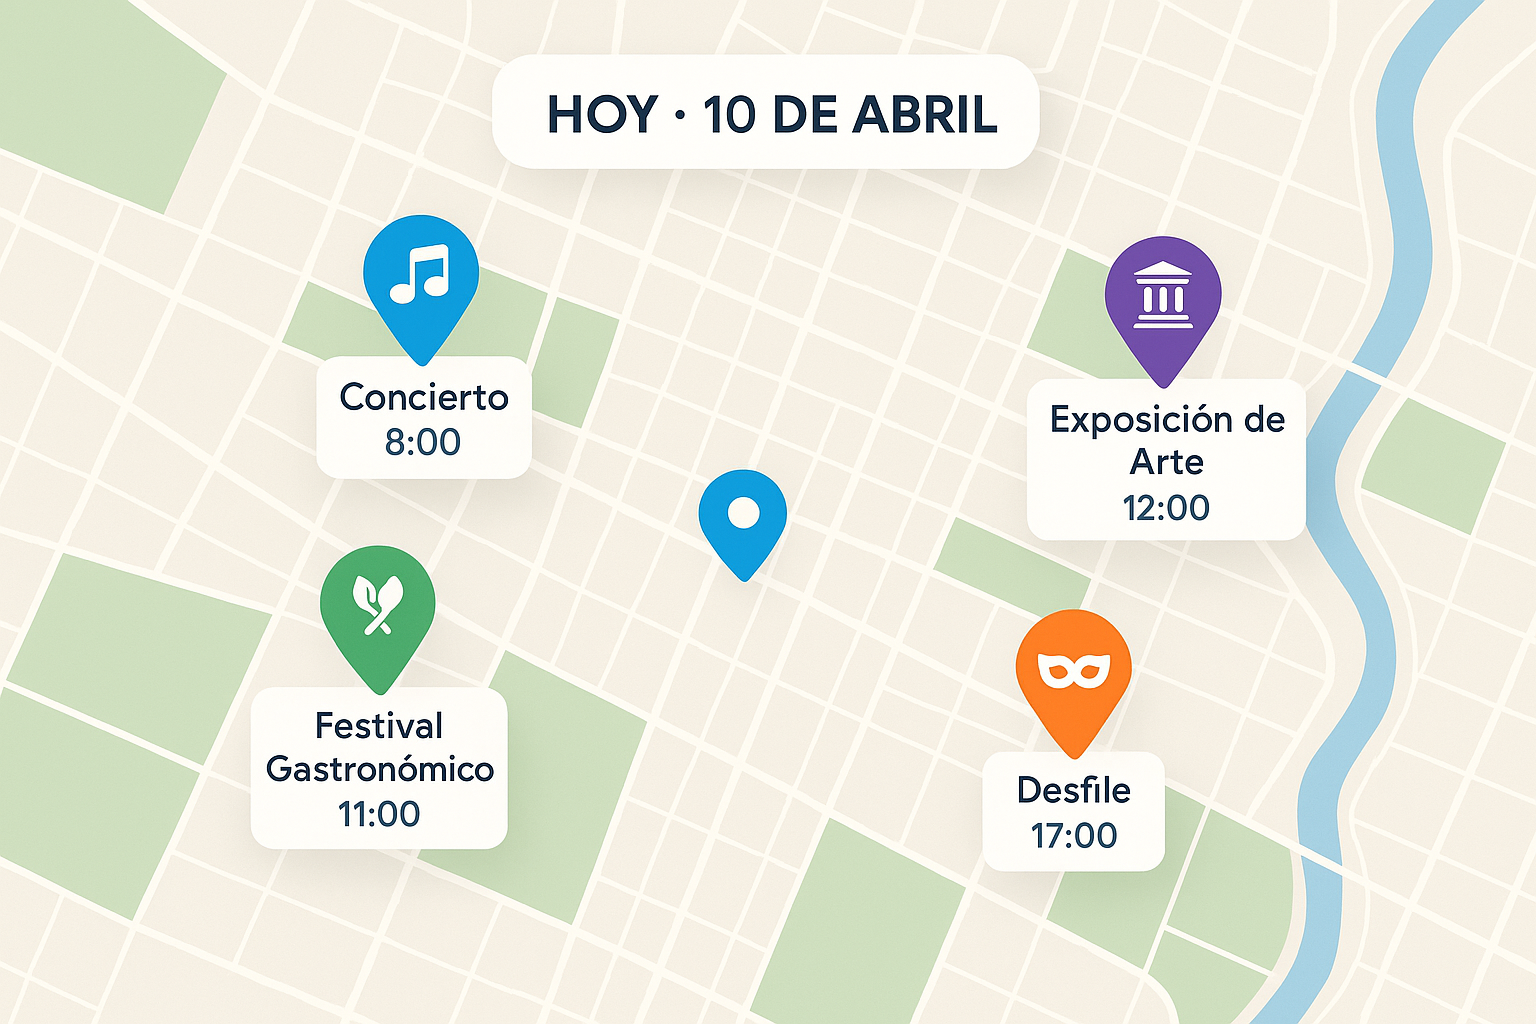 HOY · 10 DE ABRIL
Concierto
8:00
Exposición de
Arte
12:00
Festival
Gastronómico
11:00
Desfile
17:00